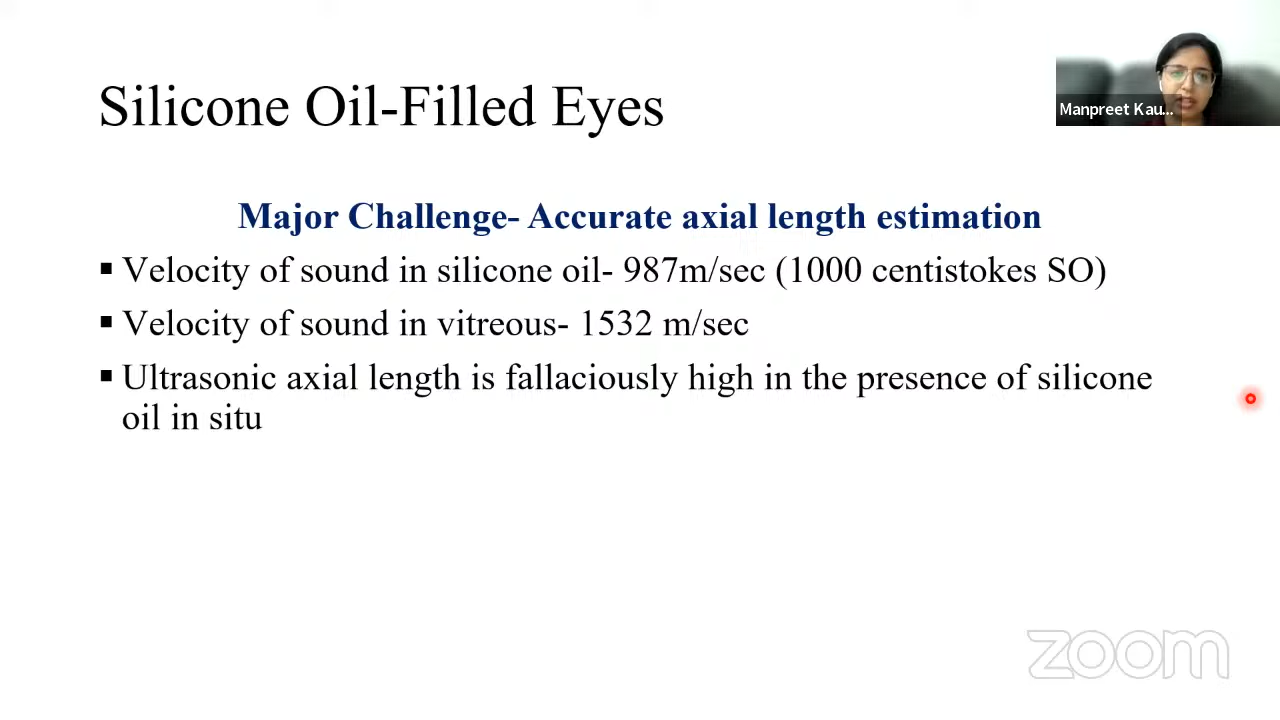 Silicone Oil-Filled Eyes
Manpreet Kau...
Major Challenge- Accurate axial length estimation
▪ Velocity of sound in silicone oil- 987m/sec (1000 centistokes SO)
▪ Velocity of sound in vitreous- 1532 m/sec
▪ Ultrasonic axial length is fallaciously high in the presence of silicone
oil in situ
zoom